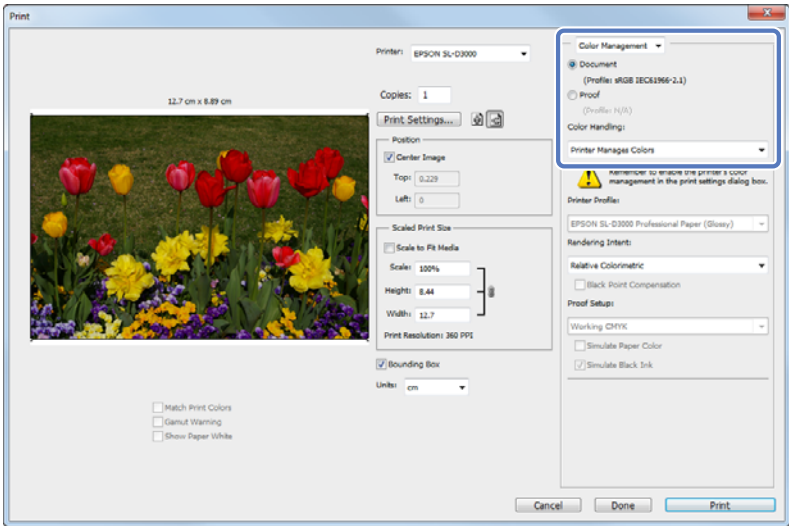 Print
12.7 cm x 8.89 cm
Match Print Colors
Gamut Warning
Show Paper White
Printer: EPSON SL-D3000
Copies: 1
Print Settings...
Position
Center Image
Top: 0.229
Left: 0
Scaled Print Size
Scale to Fit Media
Scale: 100%
Height: 8.44
Width: 12.7
Print Resolution: 360 PPI
Bounding Box
Units: cm
Color Management
Document
(Profile: sRGB IEC61966-2.1)
Proof
(Profile: N/A)
Color Handling:
Printer Manages Colors
Remember to enable the printer's color
management in the print settings dialog box.
Printer Profile:
EPSON SL-D3000 Professional Paper (Glossy)
Rendering Intent:
Relative Colorimetric
Black Point Compensation
Proof Setup:
Working CMYK
Simulate Paper Color
Simulate Black Ink
Cancel
Done
Print